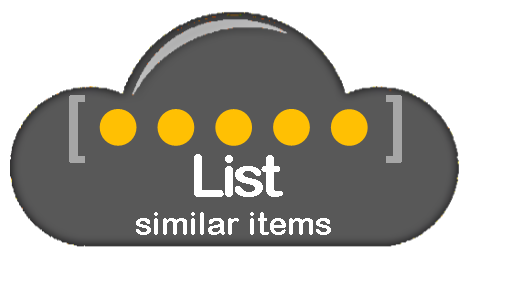 [ ]
List
similar items